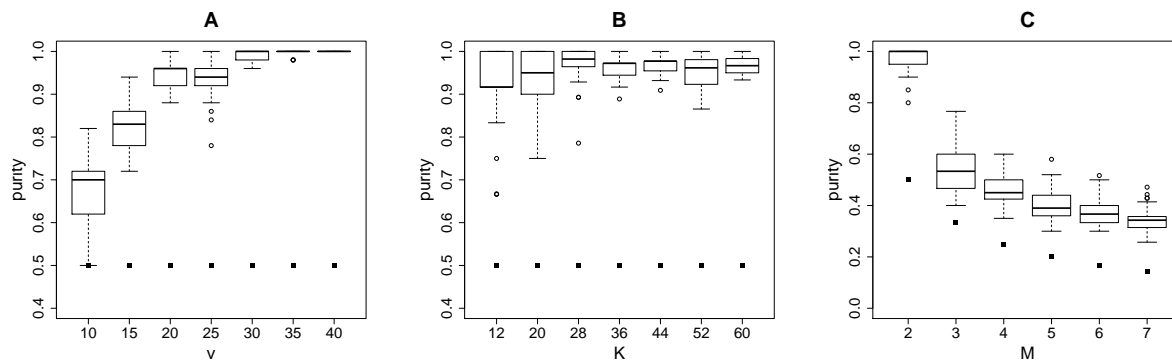 A
purity
0.4 0.5 0.6 0.7 0.8 0.9 1.0
10 15 20 25 30 35 40
v
B
purity
0.4 0.5 0.6 0.7 0.8 0.9 1.0
12 20 28 36 44 52 60
K
C
purity
0.0 0.2 0.4 0.6 0.8 1.0
2 3 4 5 6 7
M